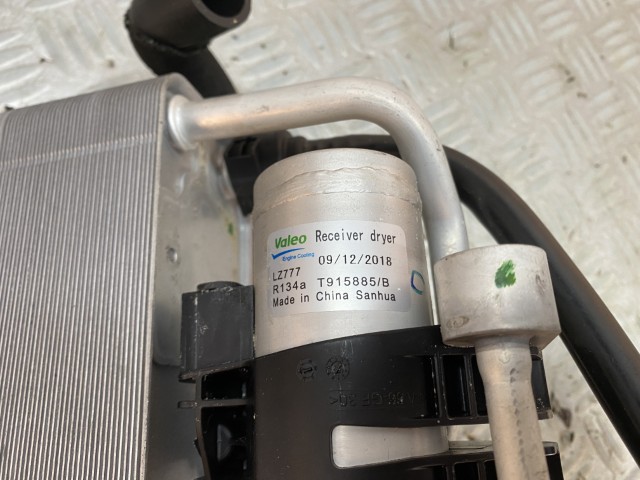 Valeo Receiver dryer
Engine Cooling
09/12/2018
LZ777
R134a T915885/B
Made in China Sanhua